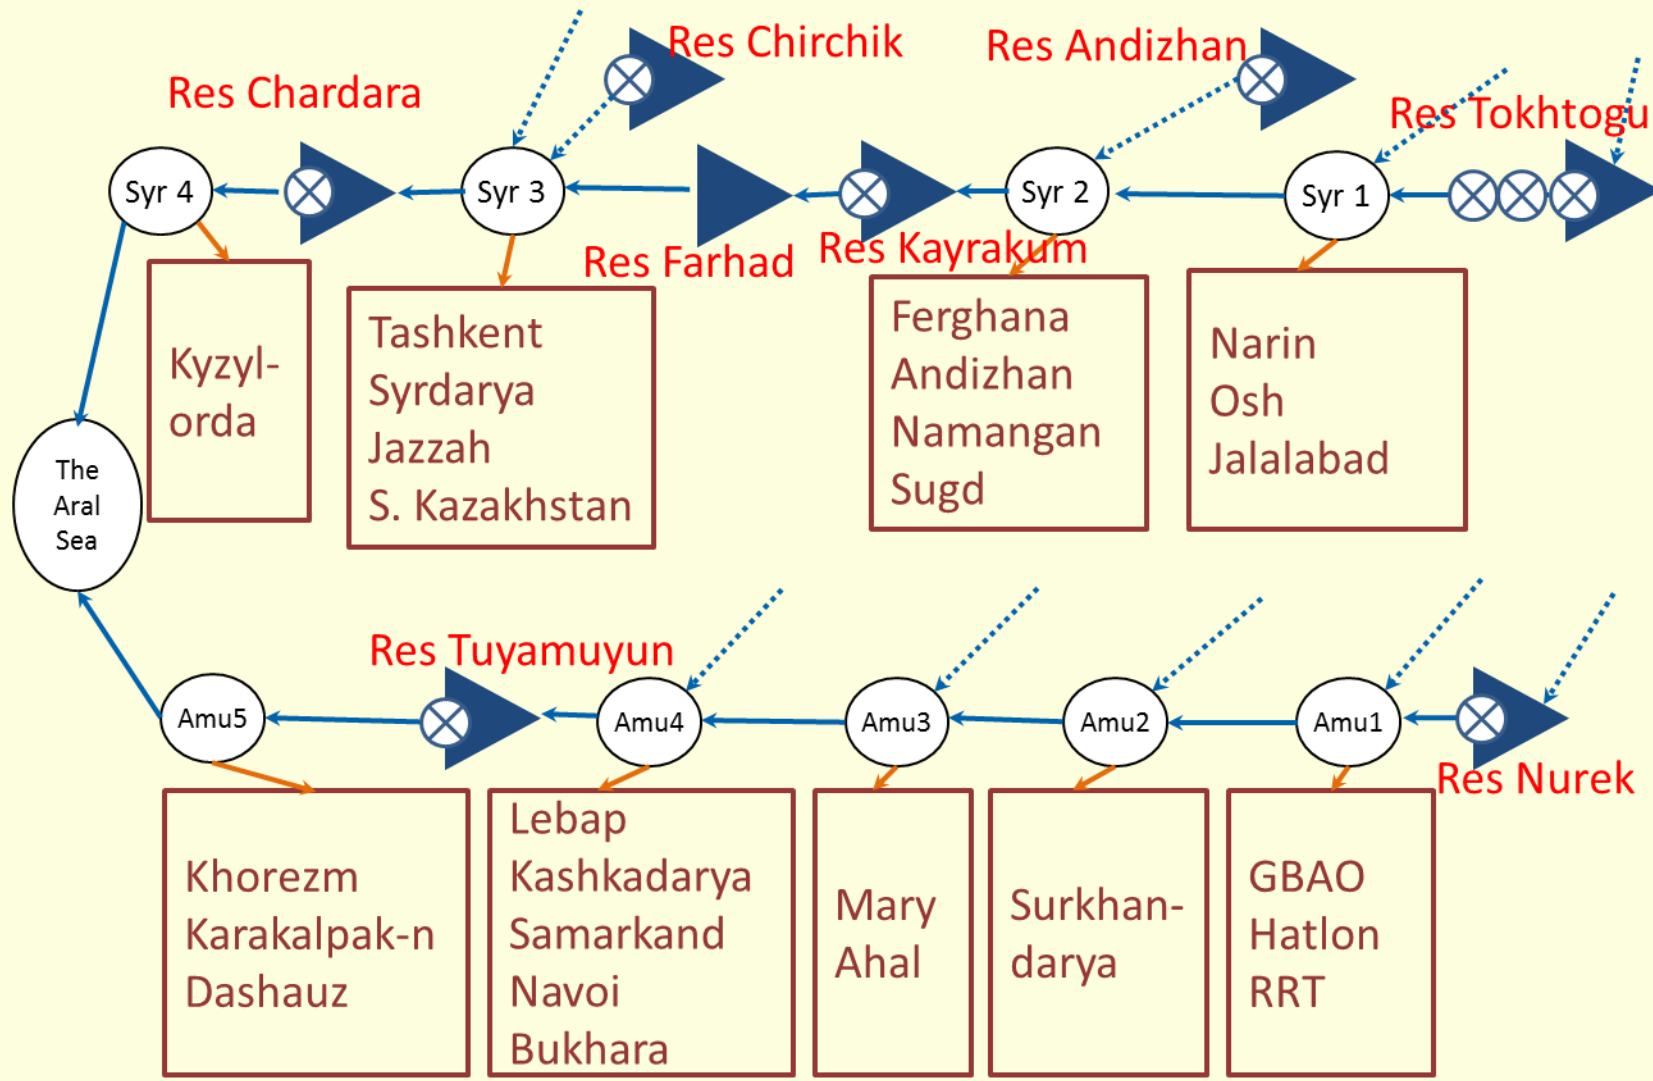 Res Chirchik
Res Andizhan
Res Chardara
Res Tokhtogu
Syr 4
Syr 3
Syr 2
Syr 1
Res Farhad
Res Kayrakum
Kyzyl-
orda
Tashkent
Syrdarya
Jazzah
S. Kazakhstan
Ferghana
Andizhan
Namangan
Sugd
Narin
Osh
Jalalabad
The
Aral
Sea
Res Tuyamuyun
Amu5
Amu4
Amu3
Amu2
Amu1
Res Nurek
Khorezm
Karakalpak-n
Dashauz
Lebap
Kashkadarya
Samarkand
Navoi
Bukhara
Mary
Ahal
Surkhan-
darya
GBAO
Hatlon
RRT